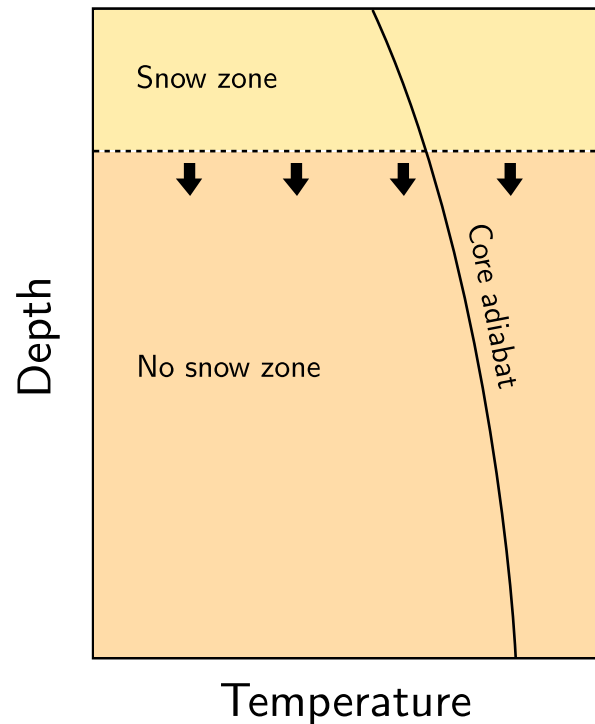 Snow zone
Core adiabat
Depth
No snow zone
Temperature